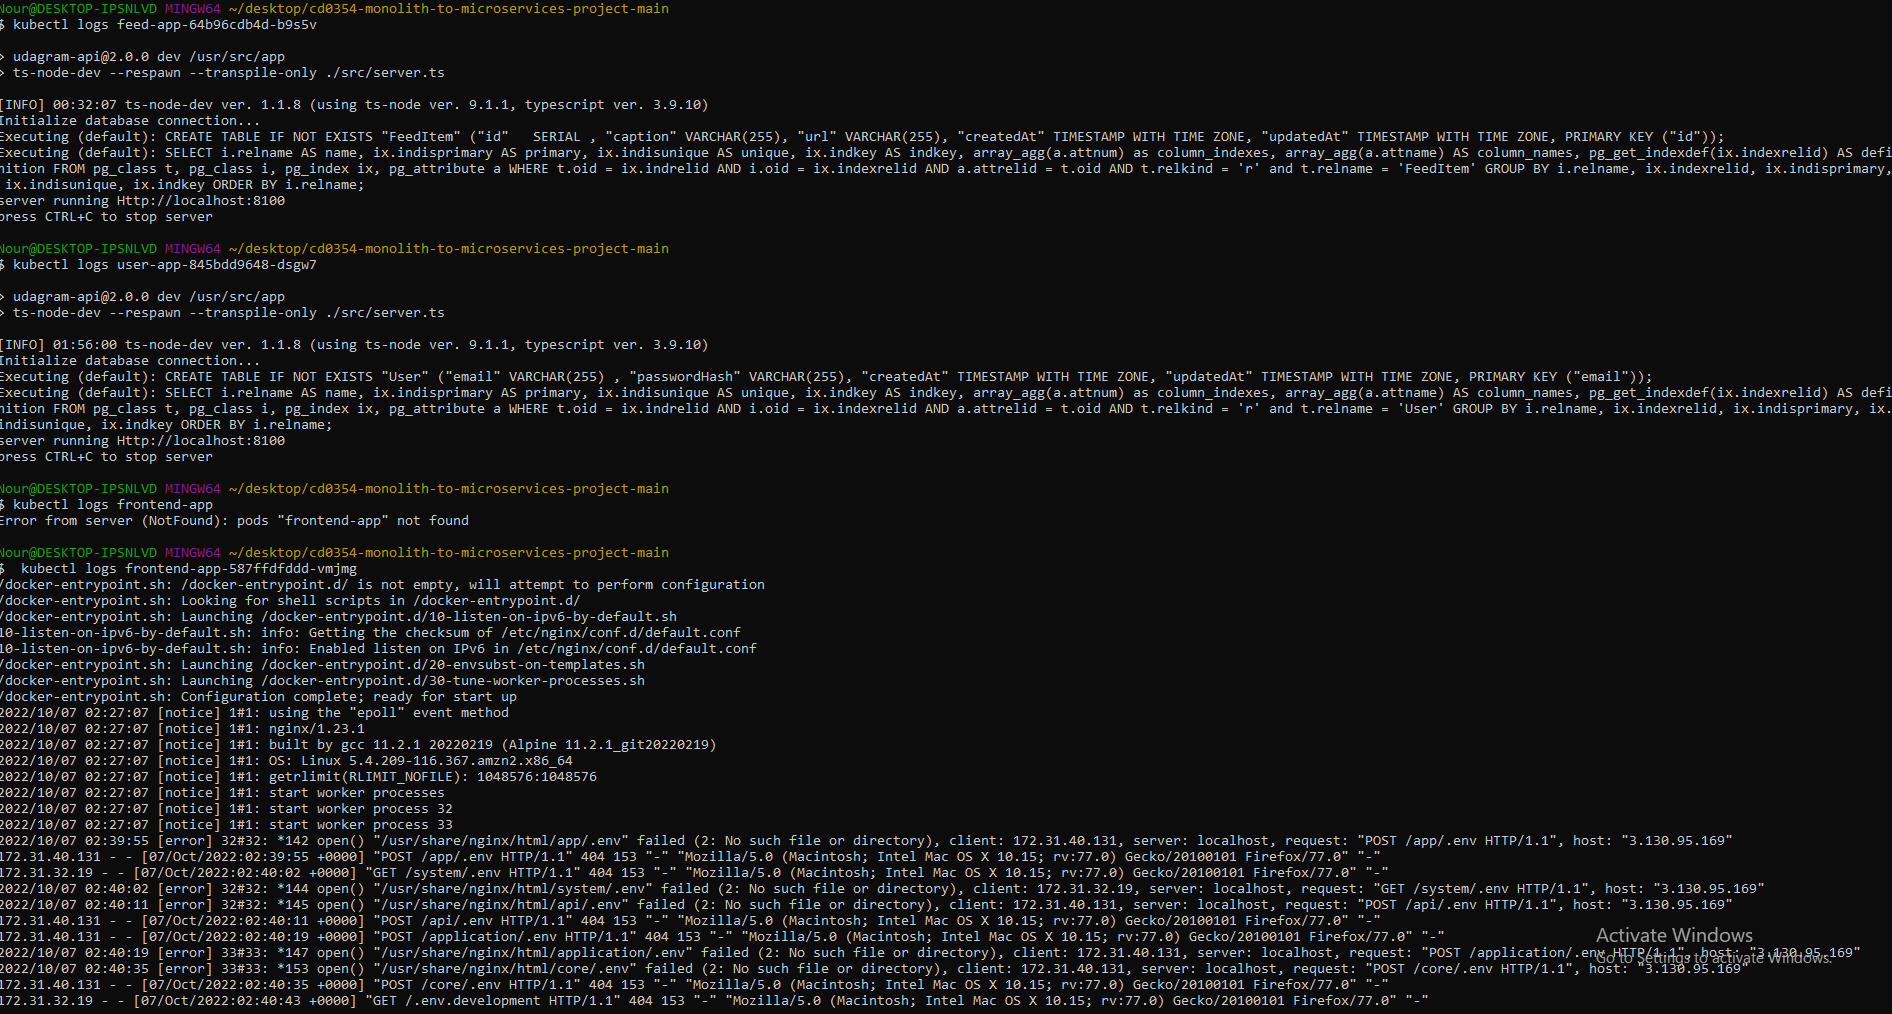 Nour@DESKTOP-IPSNLVD MINGW64 ~/desktop/cd0354-monolith-to-microservices-project-main
$ kubectl logs feed-app-64b96cdb4d-b9s5v
> udagram-api@2.0.0 dev /usr/src/app
> ts-node-dev --respawn --transpile-only ./src/server.ts
[INFO] 00:32:07 ts-node-dev ver. 1.1.8 (using ts-node ver. 9.1.1, typescript ver. 3.9.10)
Initialize database connection...
Executing (default): CREATE TABLE IF NOT EXISTS "FeedItem" ("id"   SERIAL , "caption" VARCHAR(255), "url" VARCHAR(255), "createdAt" TIMESTAMP WITH TIME ZONE, "updatedAt" TIMESTAMP WITH TIME ZONE, PRIMARY KEY ("id"));
Executing (default): SELECT i.relname AS name, ix.indisprimary AS primary, ix.indisunique AS unique, ix.indkey AS indkey, array_agg(a.attnum) as column_indexes, array_agg(a.attname) AS column_names, pg_get_indexdef(ix.indexrelid) AS defi
nition FROM pg_class t, pg_class i, pg_index ix, pg_attribute a WHERE t.oid = ix.indrelid AND i.oid = ix.indexrelid AND a.attrelid = t.oid AND t.relkind = 'r' and t.relname = 'FeedItem' GROUP BY i.relname, ix.indexrelid, ix.indisprimary,
ix.indisunique, ix.indkey ORDER BY i.relname;
server running Http://localhost:8100
press CTRL+C to stop server
Nour@DESKTOP-IPSNLVD MINGW64 ~/desktop/cd0354-monolith-to-microservices-project-main
$ kubectl logs user-app-845bdd9648-dsgw7
> udagram-api@2.0.0 dev /usr/src/app
> ts-node-dev --respawn --transpile-only ./src/server.ts
[INFO] 01:56:00 ts-node-dev ver. 1.1.8 (using ts-node ver. 9.1.1, typescript ver. 3.9.10)
Initialize database connection...
Executing (default): CREATE TABLE IF NOT EXISTS "User" ("email" VARCHAR(255) , "passwordHash" VARCHAR(255), "createdAt" TIMESTAMP WITH TIME ZONE, "updatedAt" TIMESTAMP WITH TIME ZONE, PRIMARY KEY ("email"));
Executing (default): SELECT i.relname AS name, ix.indisprimary AS primary, ix.indisunique AS unique, ix.indkey AS indkey, array_agg(a.attnum) as column_indexes, array_agg(a.attname) AS column_names, pg_get_indexdef(ix.indexrelid) AS defi
nition FROM pg_class t, pg_class i, pg_index ix, pg_attribute a WHERE t.oid = ix.indrelid AND i.oid = ix.indexrelid AND a.attrelid = t.oid AND t.relkind = 'r' and t.relname = 'User' GROUP BY i.relname, ix.indexrelid, ix.indisprimary, ix.
indisunique, ix.indkey ORDER BY i.relname;
server running Http://localhost:8100
press CTRL+C to stop server
Nour@DESKTOP-IPSNLVD MINGW64 ~/desktop/cd0354-monolith-to-microservices-project-main
$ kubectl logs frontend-app
Error from server (NotFound): pods "frontend-app" not found
Nour@DESKTOP-IPSNLVD MINGW64 ~/desktop/cd0354-monolith-to-microservices-project-main
$  kubectl logs frontend-app-587ffdfddd-vmjmg
/docker-entrypoint.sh: /docker-entrypoint.d/ is not empty, will attempt to perform configuration
/docker-entrypoint.sh: Looking for shell scripts in /docker-entrypoint.d/
/docker-entrypoint.sh: Launching /docker-entrypoint.d/10-listen-on-ipv6-by-default.sh
10-listen-on-ipv6-by-default.sh: info: Getting the checksum of /etc/nginx/conf.d/default.conf
10-listen-on-ipv6-by-default.sh: info: Enabled listen on IPv6 in /etc/nginx/conf.d/default.conf
/docker-entrypoint.sh: Launching /docker-entrypoint.d/20-envsubst-on-templates.sh
/docker-entrypoint.sh: Launching /docker-entrypoint.d/30-tune-worker-processes.sh
/docker-entrypoint.sh: Configuration complete; ready for start up
2022/10/07 02:27:07 [notice] 1#1: using the "epoll" event method
2022/10/07 02:27:07 [notice] 1#1: nginx/1.23.1
2022/10/07 02:27:07 [notice] 1#1: built by gcc 11.2.1 20220219 (Alpine 11.2.1_git20220219)
2022/10/07 02:27:07 [notice] 1#1: OS: Linux 5.4.209-116.367.amzn2.x86_64
2022/10/07 02:27:07 [notice] 1#1: getrlimit(RLIMIT_NOFILE): 1048576:1048576
2022/10/07 02:27:07 [notice] 1#1: start worker processes
2022/10/07 02:27:07 [notice] 1#1: start worker process 32
2022/10/07 02:27:07 [notice] 1#1: start worker process 33
2022/10/07 02:39:55 [error] 32#32: *142 open() "/usr/share/nginx/html/app/.env" failed (2: No such file or directory), client: 172.31.40.131, server: localhost, request: "POST /app/.env HTTP/1.1", host: "3.130.95.169"
172.31.40.131 - - [07/Oct/2022:02:39:55 +0000] "POST /app/.env HTTP/1.1" 404 153 "-" "Mozilla/5.0 (Macintosh; Intel Mac OS X 10.15; rv:77.0) Gecko/20100101 Firefox/77.0" "-"
172.31.32.19 - - [07/Oct/2022:02:40:02 +0000] "GET /system/.env HTTP/1.1" 404 153 "-" "Mozilla/5.0 (Macintosh; Intel Mac OS X 10.15; rv:77.0) Gecko/20100101 Firefox/77.0" "-"
2022/10/07 02:40:02 [error] 32#32: *144 open() "/usr/share/nginx/html/system/.env" failed (2: No such file or directory), client: 172.31.32.19, server: localhost, request: "GET /system/.env HTTP/1.1", host: "3.130.95.169"
2022/10/07 02:40:11 [error] 32#32: *145 open() "/usr/share/nginx/html/api/.env" failed (2: No such file or directory), client: 172.31.40.131, server: localhost, request: "POST /api/.env HTTP/1.1", host: "3.130.95.169"
172.31.40.131 - - [07/Oct/2022:02:40:11 +0000] "POST /api/.env HTTP/1.1" 404 153 "-" "Mozilla/5.0 (Macintosh; Intel Mac OS X 10.15; rv:77.0) Gecko/20100101 Firefox/77.0" "-"
172.31.40.131 - - [07/Oct/2022:02:40:19 +0000] "POST /application/.env HTTP/1.1" 404 153 "-" "Mozilla/5.0 (Macintosh; Intel Mac OS X 10.15; rv:77.0) Gecko/20100101 Firefox/77.0" "-"
2022/10/07 02:40:19 [error] 33#33: *147 open() "/usr/share/nginx/html/application/.env" failed (2: No such file or directory), client: 172.31.40.131, server: localhost, request: "POST /application/.env HTTP/1.1", host: "3.130.95.169"
2022/10/07 02:40:35 [error] 33#33: *153 open() "/usr/share/nginx/html/core/.env" failed (2: No such file or directory), client: 172.31.40.131, server: localhost, request: "POST /core/.env HTTP/1.1", host: "3.130.95.169"
172.31.40.131 - - [07/Oct/2022:02:40:35 +0000] "POST /core/.env HTTP/1.1" 404 153 "-" "Mozilla/5.0 (Macintosh; Intel Mac OS X 10.15; rv:77.0) Gecko/20100101 Firefox/77.0" "-"
172.31.32.19 - - [07/Oct/2022:02:40:43 +0000] "GET /.env.development HTTP/1.1" 404 153 "-" "Mozilla/5.0 (Macintosh; Intel Mac OS X 10.15; rv:77.0) Gecko/20100101 Firefox/77.0" "-"
Activate Windows
Go to Settings to activate Windows.